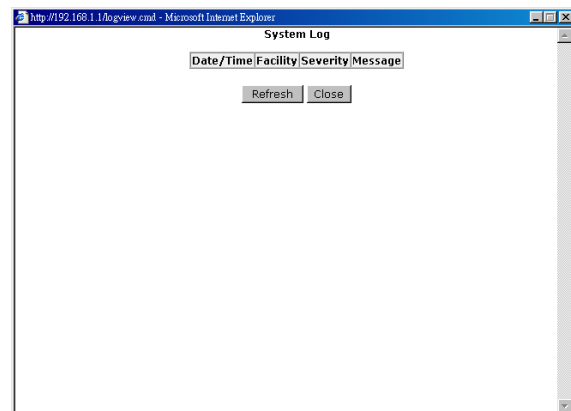 http://192.168.1.1/logview.cmd - Microsoft Internet Explorer
System Log
Date/Time Facility Severity Message
Refresh Close